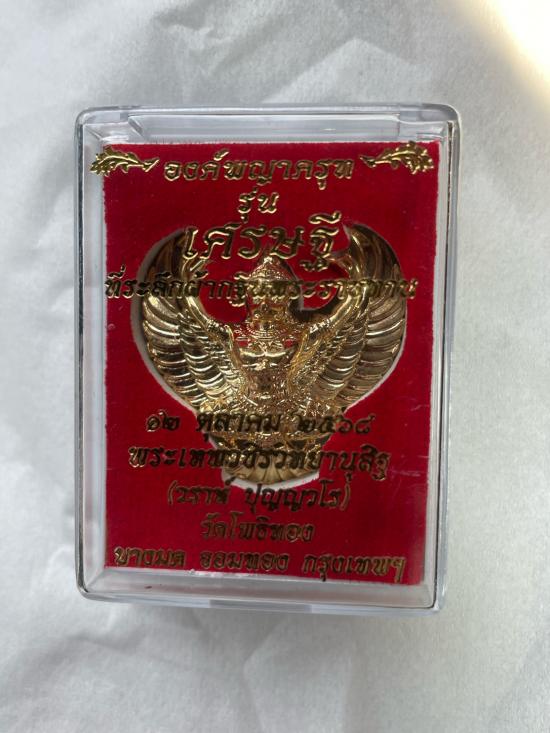 องค์พญาครุฑ
รุ่น
เศรษฐี
ที่ระลึกผ้ากฐินพระราชทาน
๑๒ ตุลาคม ๒๕๖๘
พระเทพวชิรวิทยานุสิฐ
(วราห์ ปุญญวโร)
วัดโพธิทอง
บางมด จอมทอง กรุงเทพฯ